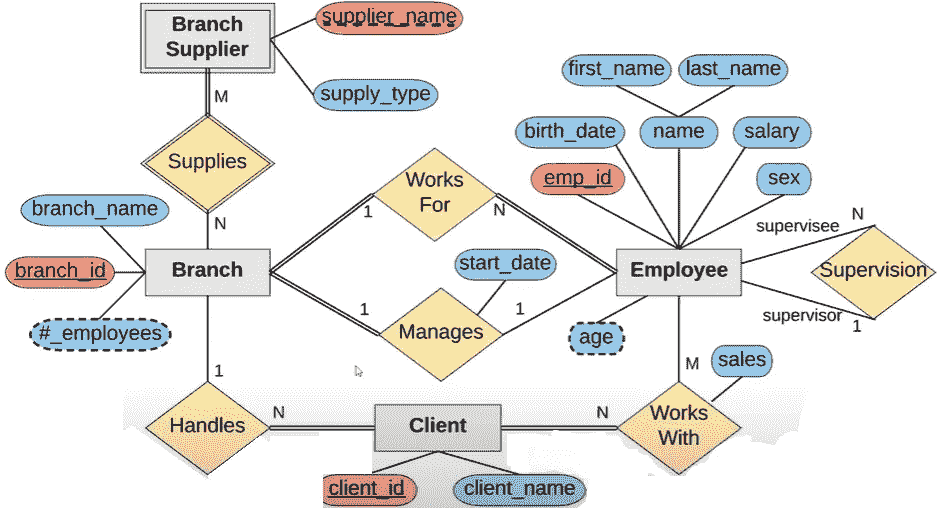 Branch
Supplier
supplier_name
supply_type
M
Supplies
N
first_name
last_name
birth_date
name
salary
emp_id
sex
Works
For
1
N
branch_name
branch_id
#_employees
Branch
start_date
Employee
supervisee
N
Supervision
supervisor
1
1
Manages
1
age
1
Handles
N
Client
N
M
sales
Works
With
client_id
client_name